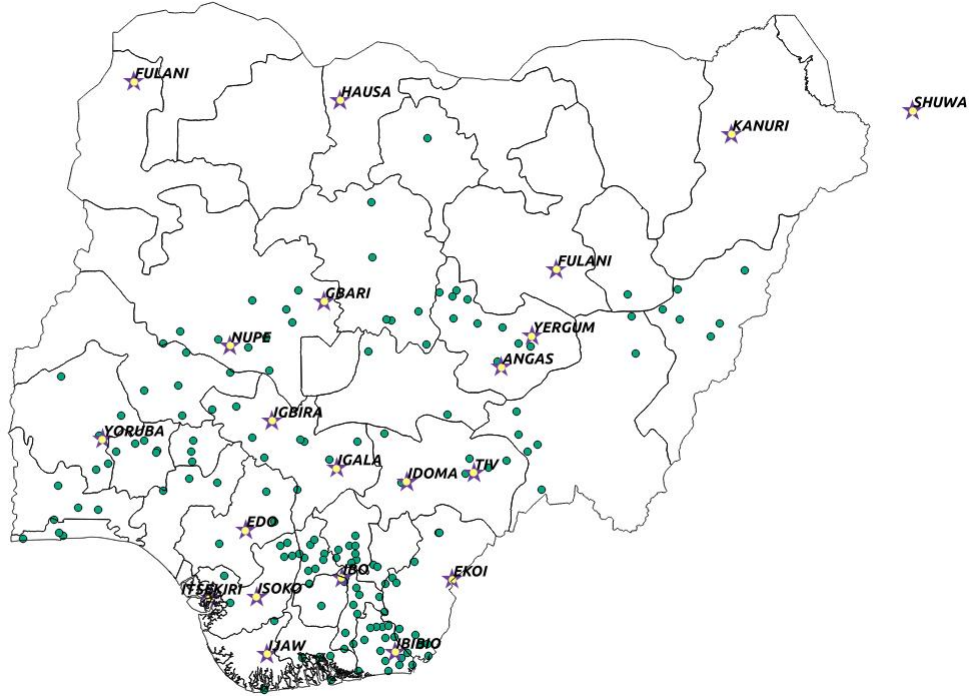 FULANI
HAUSA
SHUWA
KANURI
FULANI
GBARI
YERGUM
NUPE
ANGAS
IGBIRA
YORUBA
IGALA
TIV
IDOMA
EDO
IBO
EKOI
ITSEKIRI
ISOKO
IJAW
IBIBIO